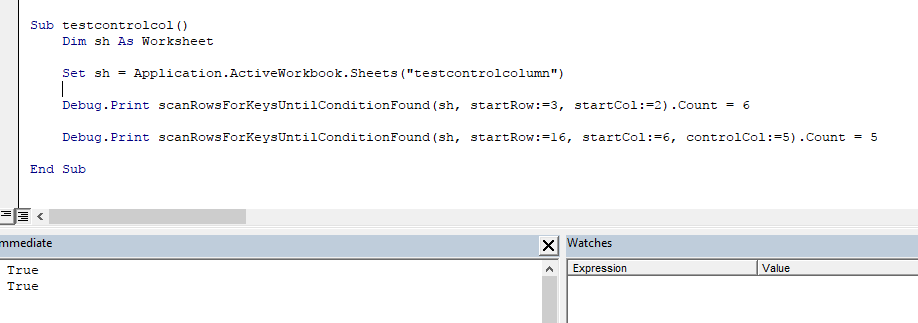 Sub testcontrolcol()
Dim sh As Worksheet
Set sh = Application.ActiveWorkbook.Sheets("testcontrolcolumn")
Debug.Print scanRowsForKeysUntilConditionFound(sh, startRow:=3, startCol:=2).Count = 6
Debug.Print scanRowsForKeysUntilConditionFound(sh, startRow:=16, startCol:=6, controlCol:=5).Count = 5
End Sub
mmediate
True
True
Watches
Expression Value